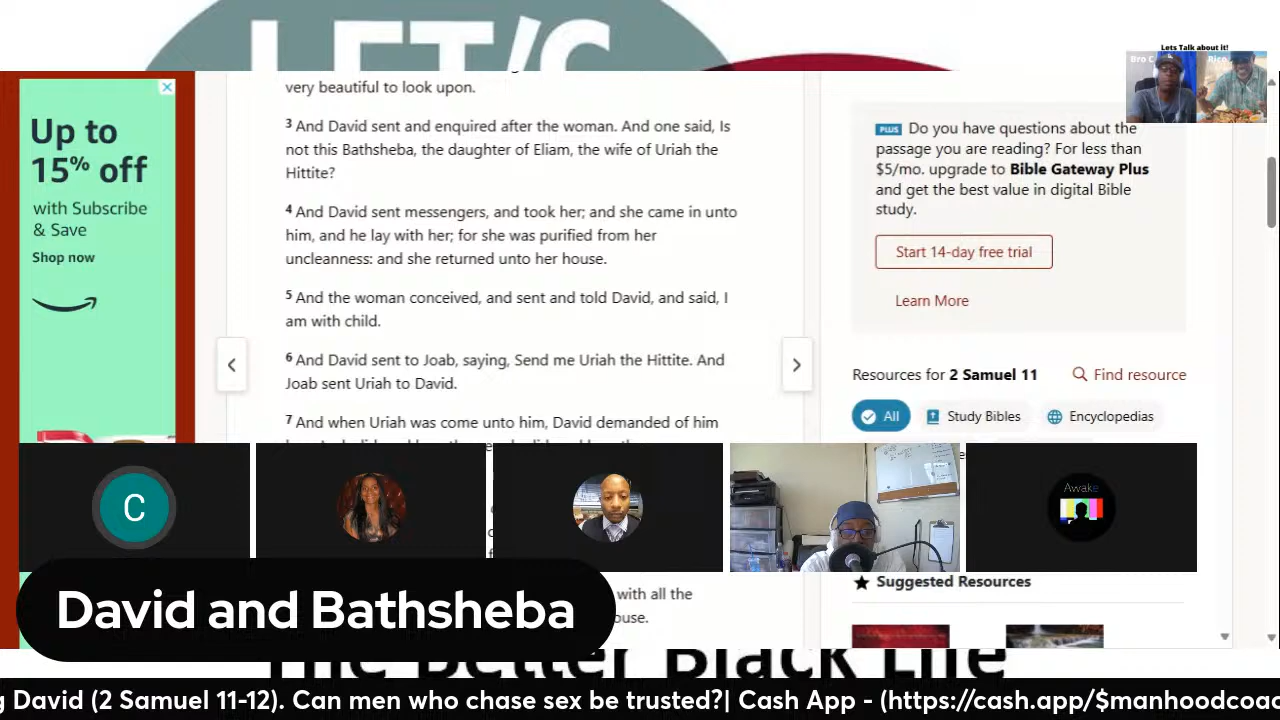 LET'S
Lets Talk about it!
Bro C
Rico
Up to
15% off
with Subscribe
& Save
Shop now
very beautiful to look upon.
3 And David sent and enquired after the woman. And one said, Is
not this Bathsheba, the daughter of Eliam, the wife of Uriah the
Hittite?
4 And David sent messengers, and took her; and she came in unto
him, and he lay with her; for she was purified from her
uncleanness: and she returned unto her house.
5 And the woman conceived, and sent and told David, and said, I
am with child.
6 And David sent to Joab, saying, Send me Uriah the Hittite. And
Joab sent Uriah to David.
7 And when Uriah was come unto him, David demanded of him
with all the
ouse.
PLUS Do you have questions about the
passage you are reading? For less than
$5/mo. upgrade to Bible Gateway Plus
and get the best value in digital Bible
study.
Start 14-day free trial
Learn More
Resources for 2 Samuel 11
Find resource
All
Study Bibles
Encyclopedias
C
Awake
Suggested Resources
David and Bathsheba
The Better Black Life
g David (2 Samuel 11-12). Can men who chase sex be trusted?| Cash App - (https://cash.app/$manhoodcoac